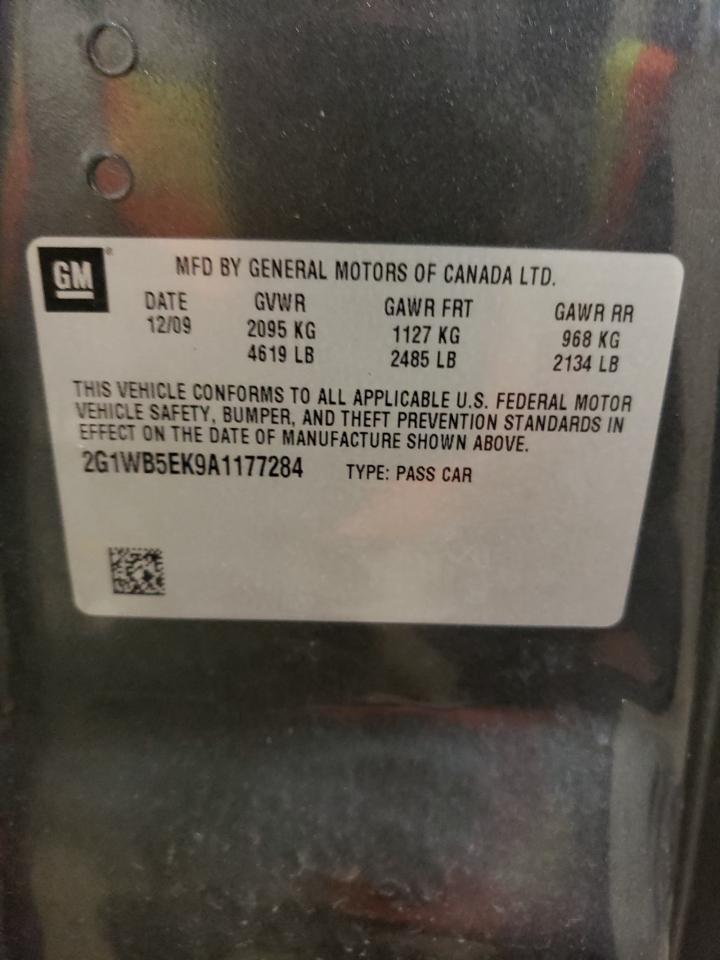 GM®
MFD BY GENERAL MOTORS OF CANADA LTD.
DATE GVWR GAWR FRT GAWR RR
12/09 2095 KG 1127 KG 968 KG
4619 LB 2485 LB 2134 LB
THIS VEHICLE CONFORMS TO ALL APPLICABLE U.S. FEDERAL MOTOR
VEHICLE SAFETY, BUMPER, AND THEFT PREVENTION STANDARDS IN
EFFECT ON THE DATE OF MANUFACTURE SHOWN ABOVE.
2G1WB5EK9A1177284 TYPE: PASS CAR